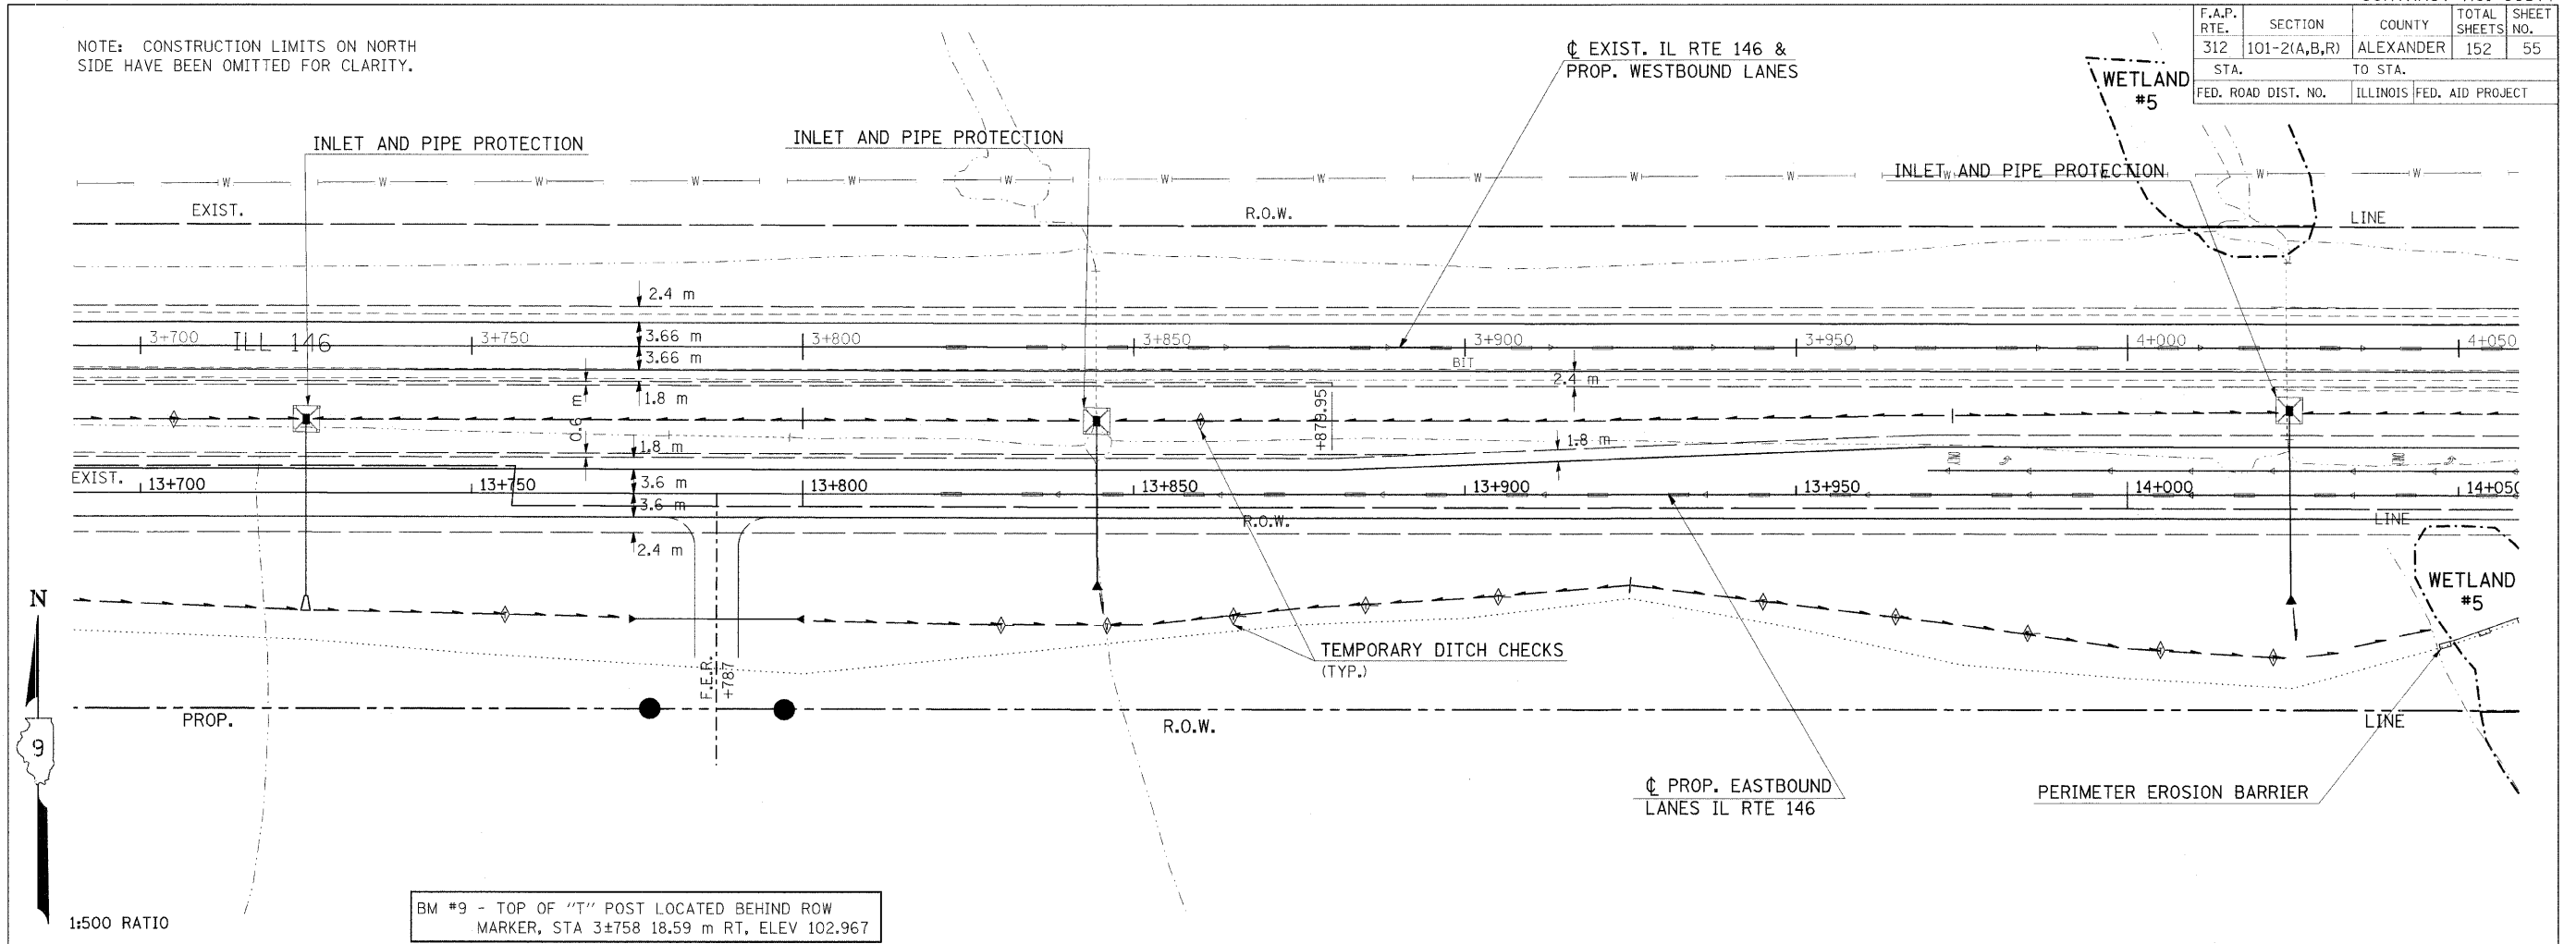 F.A.P. RTE. SECTION COUNTY TOTAL SHEETS SHEET NO.
312 101-2(A,B,R) ALEXANDER 152 55
STA. TO STA.
FED. ROAD DIST. NO. ILLINOIS FED. AID PROJECT
NOTE: CONSTRUCTION LIMITS ON NORTH
SIDE HAVE BEEN OMITTED FOR CLARITY.
℄ EXIST. IL RTE 146 &
PROP. WESTBOUND LANES
WETLAND
#5
INLET AND PIPE PROTECTION
INLET AND PIPE PROTECTION
INLET AND PIPE PROTECTION
W W W W W W W W W W W W W W
EXIST. R.O.W. LINE
2.4 m
3.66 m
3+700 ILL 146 3+750 3+800 3+850 3+900 3+950 4+000 4+050
3.66 m
BIT
2.4 m
1.8 m
0.6 m
+879.95
1.8 m
1.8 m
EXIST.
3.6 m
13+700 13+750 13+800 13+850 13+900 13+950 14+000 14+050
3.6 m
R.O.W. LINE
2.4 m
WETLAND
#5
N
TEMPORARY DITCH CHECKS
(TYP.)
F.E.R.
+787
PROP. R.O.W. LINE
9
℄ PROP. EASTBOUND
LANES IL RTE 146
PERIMETER EROSION BARRIER
BM #9 - TOP OF "T" POST LOCATED BEHIND ROW
MARKER, STA 3±758 18.59 m RT, ELEV 102.967
1:500 RATIO